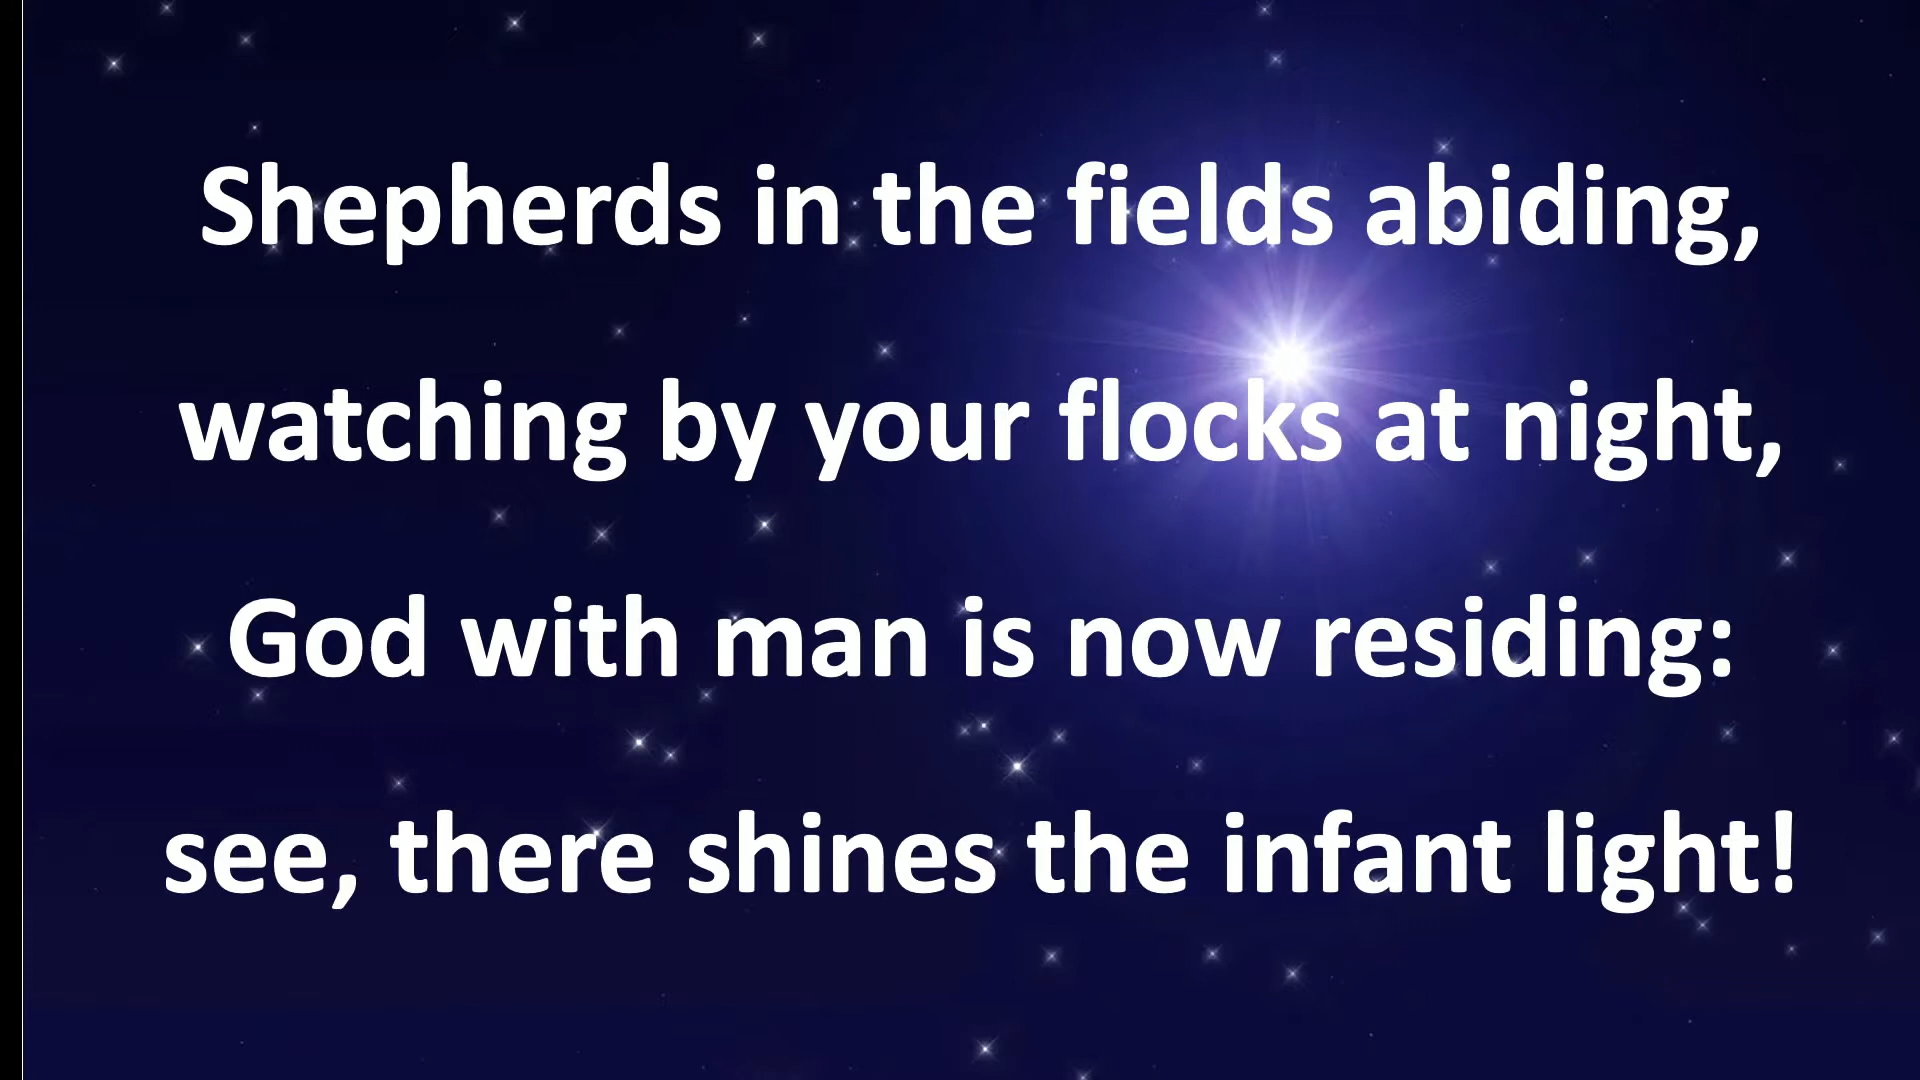 Shepherds in the fields abiding,
watching by your flocks at night,
God with man is now residing:
see, there shines the infant light!